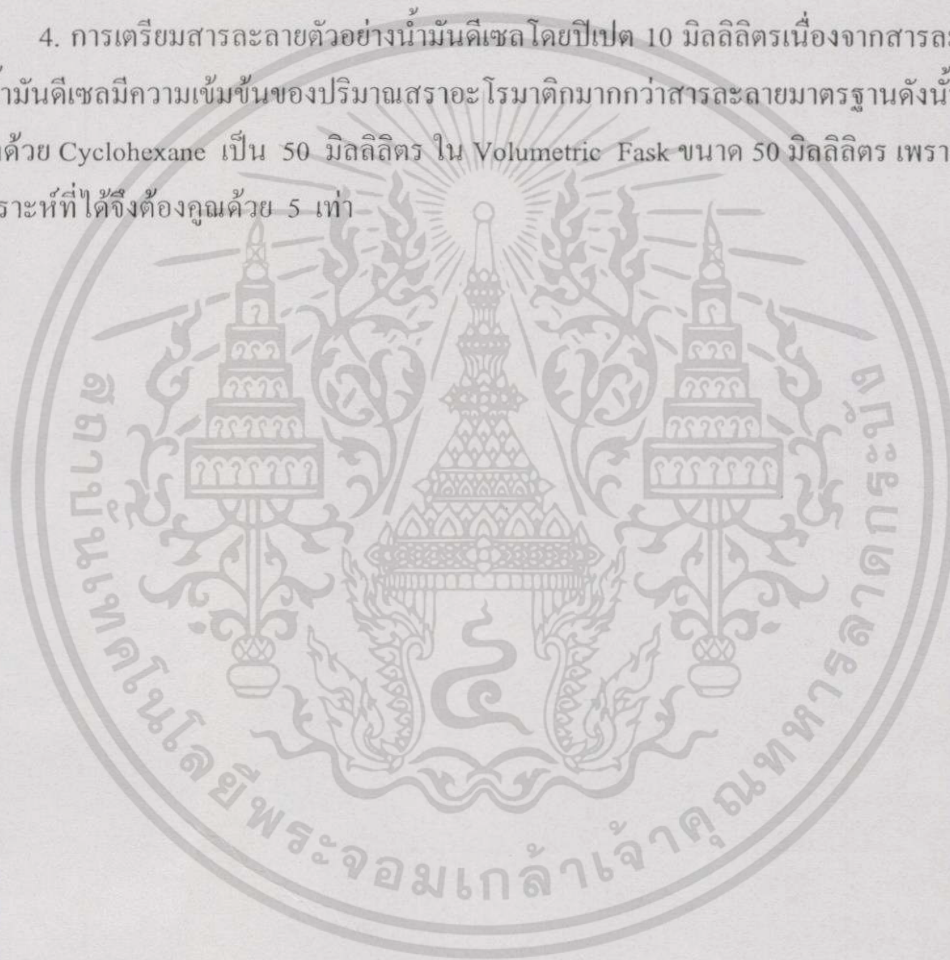 4. การเตรียมสารละลายตัวอย่างน้ำมันดีเซลโดยปิเปต 10 มิลลิลิตรเนื่องจากสารละ
้ำมันดีเซลมีความเข้มข้นของปริมาณสราอะโรมาติกมากกว่าสารละลายมาตรฐานดังนั้
ด้วย Cyclohexane เป็น 50 มิลลิลิตร ใน Volumetric Fask ขนาด 50 มิลลิลิตร เพรา
ราะห์ที่ได้จึงต้องคูณด้วย 5 เท่า
สถาบันเทคโนโลยีพระจอมเกล้าเจ้าคุณทหารลาดกระบัง